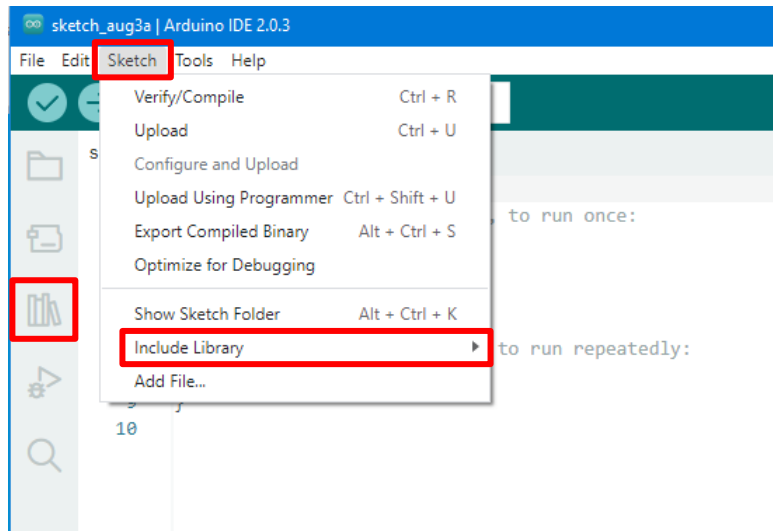 sketch_aug3a | Arduino IDE 2.0.3
File Edit Sketch Tools Help
Verify/Compile Ctrl + R
Upload Ctrl + U
Configure and Upload
Upload Using Programmer Ctrl + Shift + U
, to run once:
Export Compiled Binary Alt + Ctrl + S
Optimize for Debugging
Show Sketch Folder Alt + Ctrl + K
Include Library
to run repeatedly:
Add File...
9 }
10